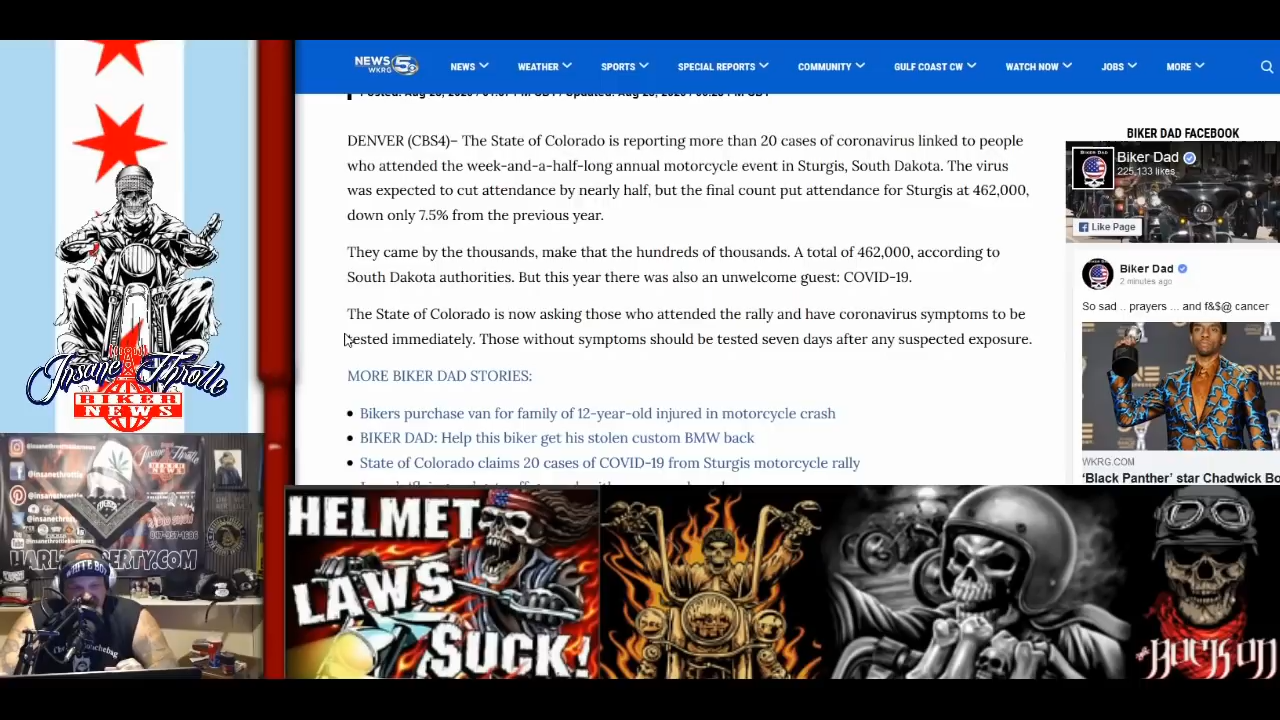 NEWS 5
WKRG
NEWS
WEATHER
SPORTS
SPECIAL REPORTS
COMMUNITY
GULF COAST CW
WATCH NOW
JOBS
MORE
DENVER (CBS4)– The State of Colorado is reporting more than 20 cases of coronavirus linked to people
who attended the week-and-a-half-long annual motorcycle event in Sturgis, South Dakota. The virus
was expected to cut attendance by nearly half, but the final count put attendance for Sturgis at 462,000,
down only 7.5% from the previous year.
They came by the thousands, make that the hundreds of thousands. A total of 462,000, according to
South Dakota authorities. But this year there was also an unwelcome guest: COVID-19.
The State of Colorado is now asking those who attended the rally and have coronavirus symptoms to be
tested immediately. Those without symptoms should be tested seven days after any suspected exposure.
MORE BIKER DAD STORIES:
Bikers purchase van for family of 12-year-old injured in motorcycle crash
BIKER DAD: Help this biker get his stolen custom BMW back
State of Colorado claims 20 cases of COVID-19 from Sturgis motorcycle rally
BIKER DAD FACEBOOK
Biker Dad
225,133 likes
Like Page
Biker Dad
2 minutes ago
So sad .. prayers ... and f&$@ cancer
WKRG.COM
'Black Panther' star Chadwick Bo
Insane Throttle
BIKER
NEWS
@insanethrottle
HELMET
LAWS
SUCK!
ROCK'S ON